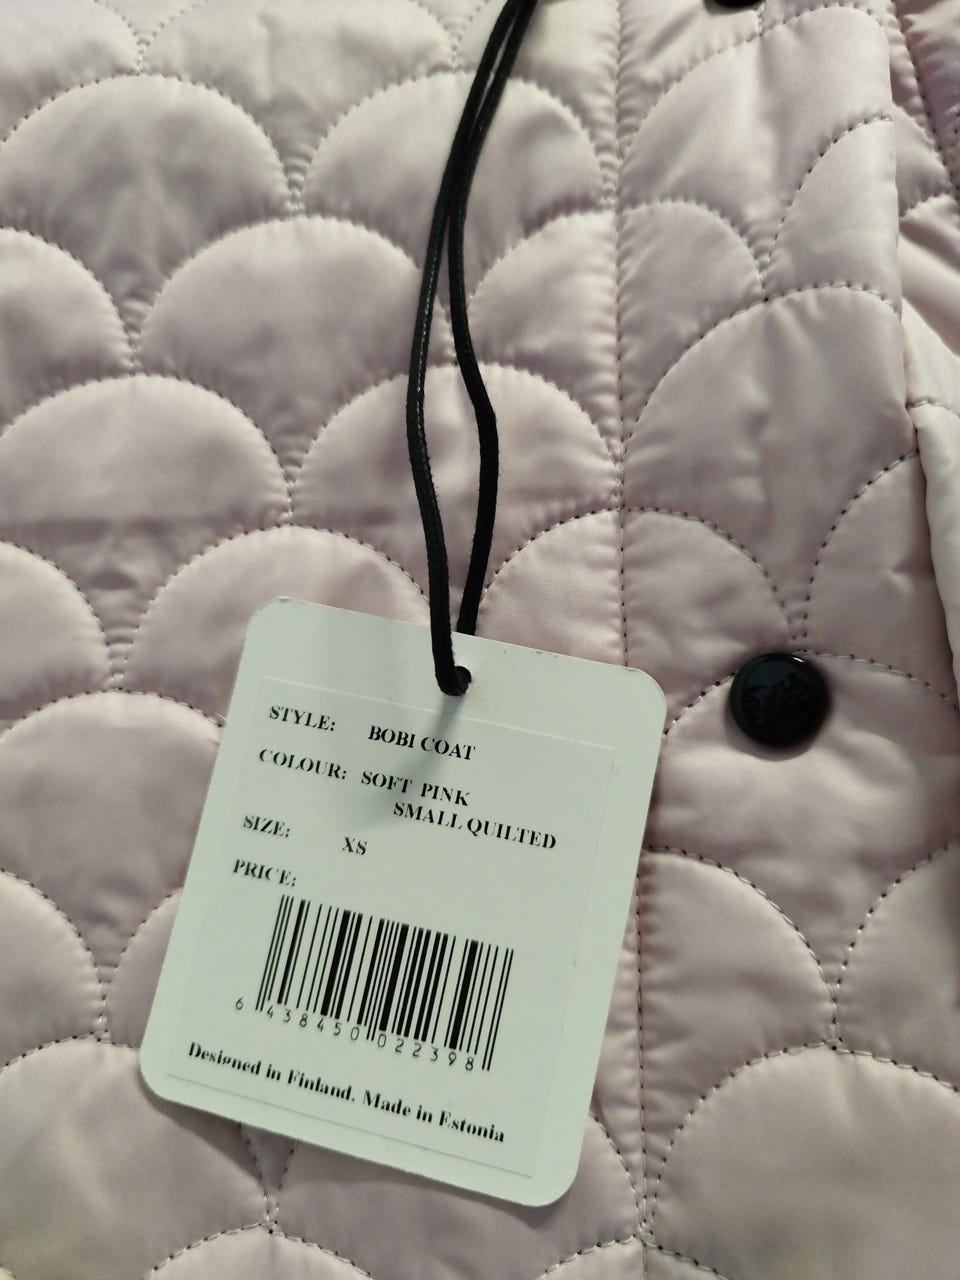 STYLE: BOBI COAT
COLOUR: SOFT PINK
SMALL QUILTED
SIZE: XS
PRICE:
6 438450 022398
Designed in Finland. Made in Estonia